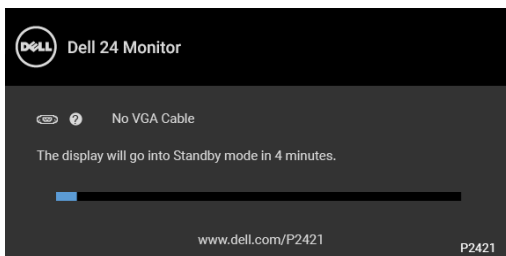 DELL
Dell 24 Monitor
? No VGA Cable
The display will go into Standby mode in 4 minutes.
www.dell.com/P2421
P2421